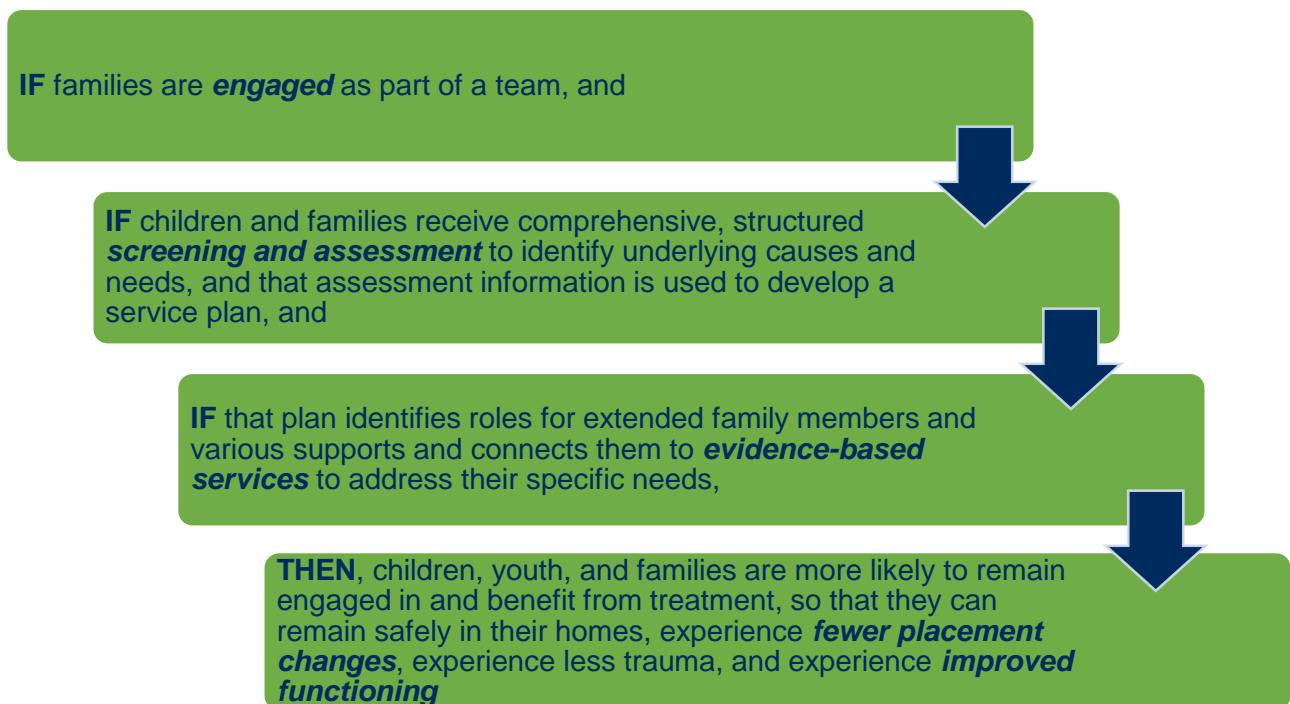 IF families are engaged as part of a team, and
IF children and families receive comprehensive, structured
screening and assessment to identify underlying causes and
needs, and that assessment information is used to develop a
service plan, and
IF that plan identifies roles for extended family members and
various supports and connects them to evidence-based
services to address their specific needs,
THEN, children, youth, and families are more likely to remain
engaged in and benefit from treatment, so that they can
remain safely in their homes, experience fewer placement
changes, experience less trauma, and experience improved
functioning